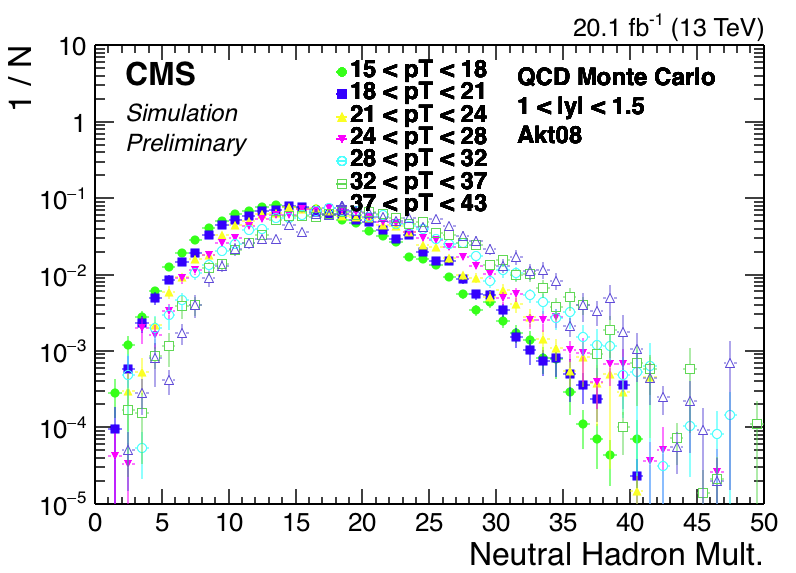 20.1 fb⁻¹ (13 TeV)
1 / N
CMS
Simulation
Preliminary
15 < pT < 18
18 < pT < 21
21 < pT < 24
24 < pT < 28
28 < pT < 32
32 < pT < 37
37 < pT < 43
QCD Monte Carlo
1 < lyl < 1.5
Akt08
10
1
10⁻¹
10⁻²
10⁻³
10⁻⁴
10⁻⁵
0 5 10 15 20 25 30 35 40 45 50
Neutral Hadron Mult.